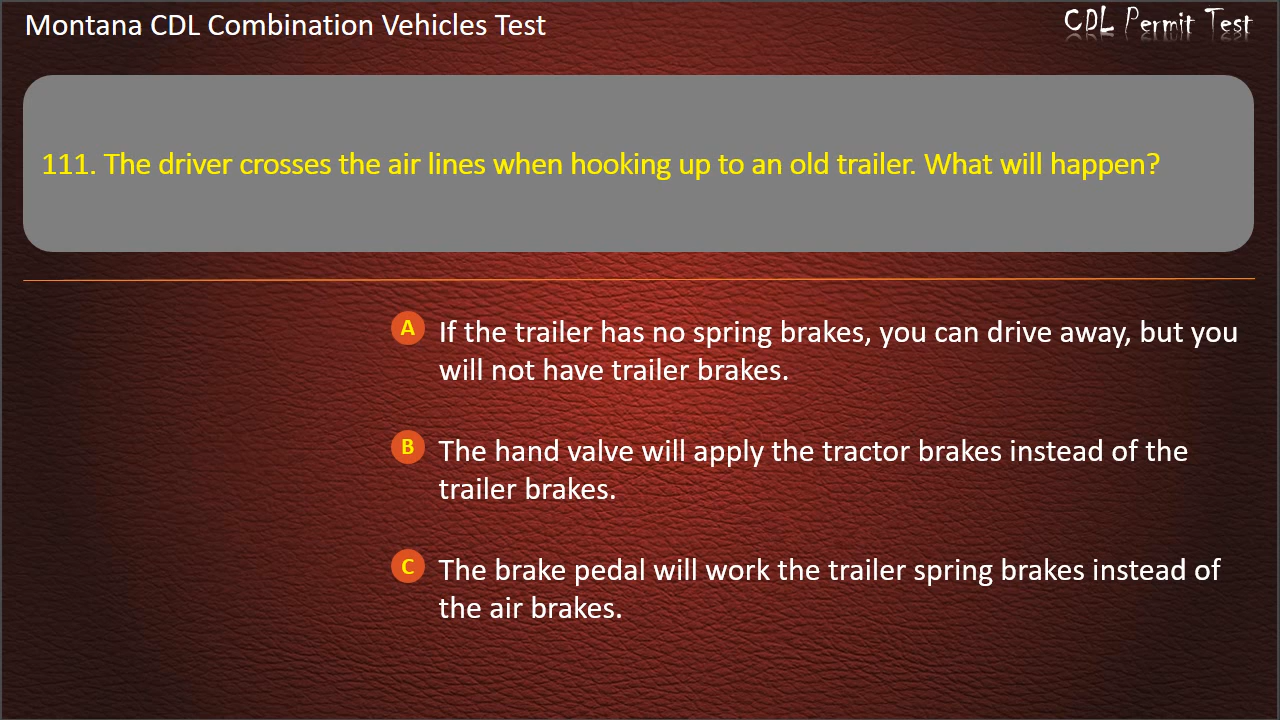 Montana CDL Combination Vehicles Test
CDL Permit Test
111. The driver crosses the air lines when hooking up to an old trailer. What will happen?
A If the trailer has no spring brakes, you can drive away, but you
will not have trailer brakes.
B The hand valve will apply the tractor brakes instead of the
trailer brakes.
C The brake pedal will work the trailer spring brakes instead of
the air brakes.